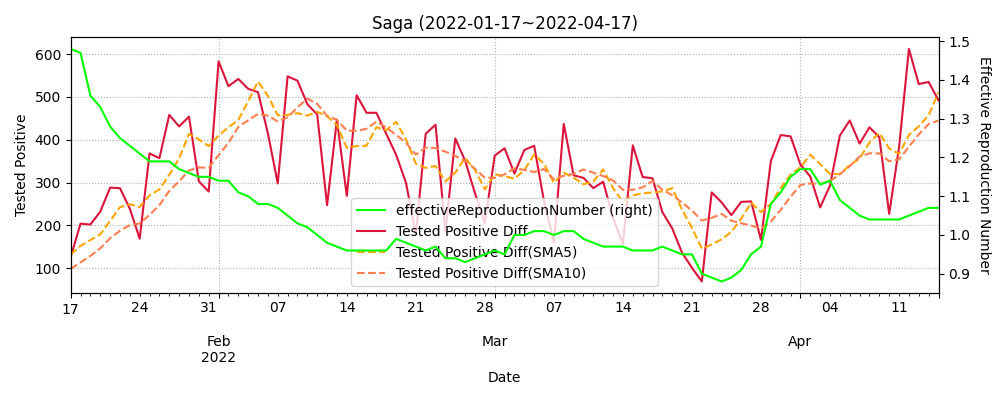 Saga (2022-01-17~2022-04-17)
Tested Positive
600
500
400
300
200
100
1.5
1.4
1.3
1.2
1.1
1.0
0.9
Effective Reproduction Number
effectiveReproductionNumber (right)
Tested Positive Diff
Tested Positive Diff(SMA5)
Tested Positive Diff(SMA10)
17 24 31 07 14 21 28 07 14 21 28 04 11
Feb Mar Apr
2022
Date